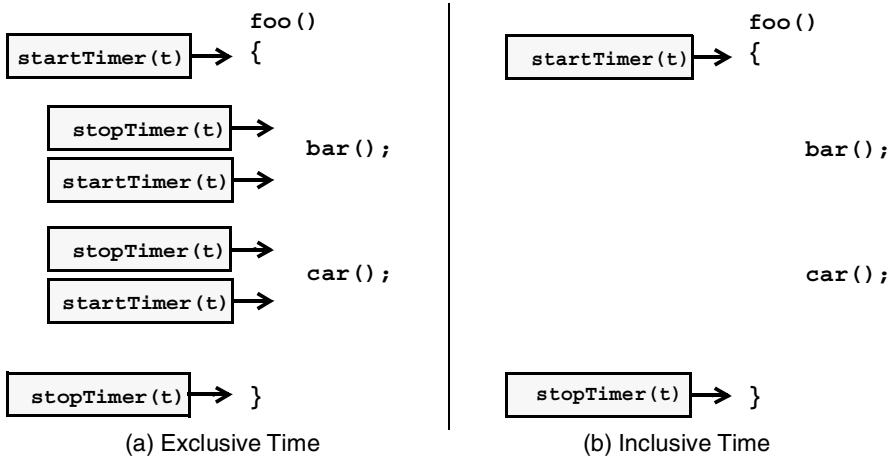 foo()
startTimer(t) {
stopTimer(t)
bar();
startTimer(t)
stopTimer(t)
car();
startTimer(t)
stopTimer(t) }
(a) Exclusive Time
foo()
startTimer(t) {
bar();
car();
stopTimer(t) }
(b) Inclusive Time